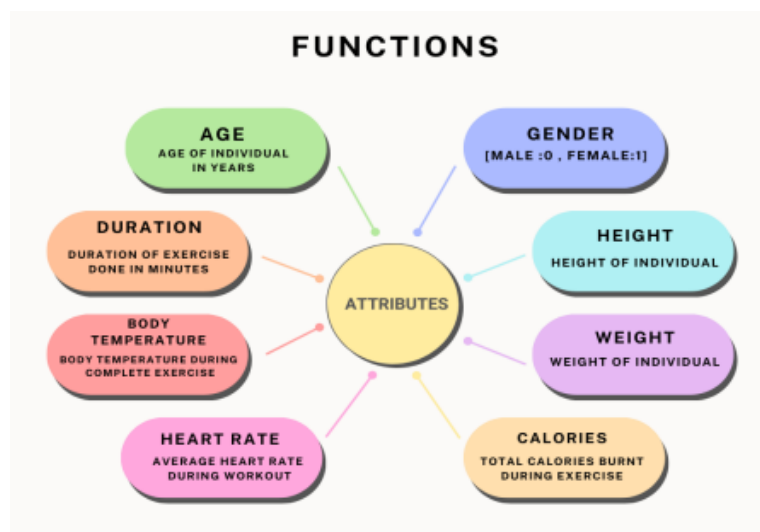 FUNCTIONS
AGE
AGE OF INDIVIDUAL
IN YEARS
GENDER
[MALE :0 , FEMALE:1]
DURATION
DURATION OF EXERCISE
DONE IN MINUTES
HEIGHT
HEIGHT OF INDIVIDUAL
ATTRIBUTES
BODY
TEMPERATURE
BODY TEMPERATURE DURING
COMPLETE EXERCISE
WEIGHT
WEIGHT OF INDIVIDUAL
HEART RATE
AVERAGE HEART RATE
DURING WORKOUT
CALORIES
TOTAL CALORIES BURNT
DURING EXERCISE